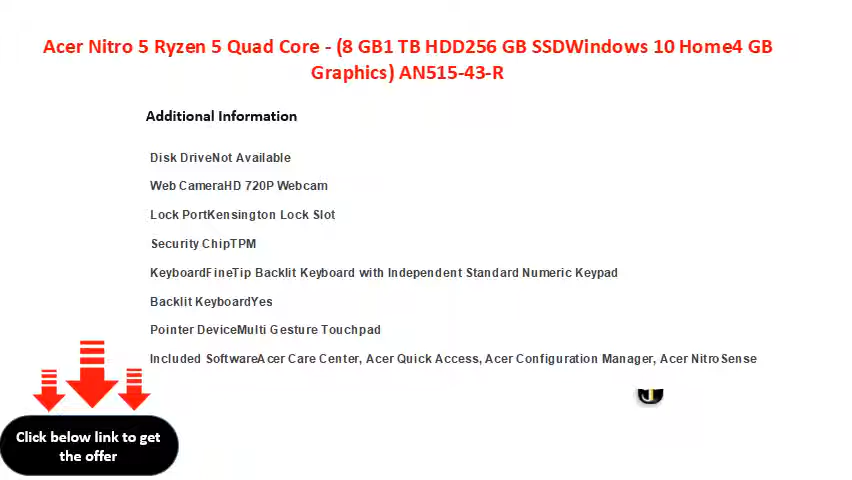 Acer Nitro 5 Ryzen 5 Quad Core - (8 GB1 TB HDD256 GB SSDWindows 10 Home4 GB
Graphics) AN515-43-R
Additional Information
Disk DriveNot Available
Web CameraHD 720P Webcam
Lock PortKensington Lock Slot
Security ChipTPM
KeyboardFineTip Backlit Keyboard with Independent Standard Numeric Keypad
Backlit KeyboardYes
Pointer DeviceMulti Gesture Touchpad
Included SoftwareAcer Care Center, Acer Quick Access, Acer Configuration Manager, Acer NitroSense
Click below link to get
the offer